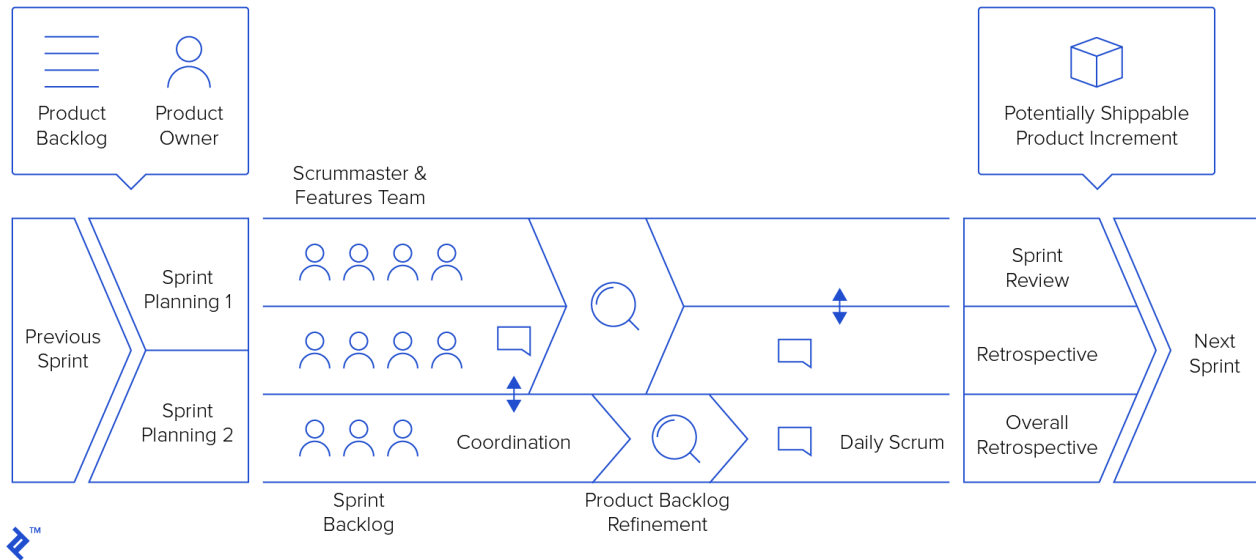 Product
Backlog
Product
Owner
Potentially Shippable
Product Increment
Scrummaster &
Features Team
Previous
Sprint
Sprint
Planning 1
Sprint
Planning 2
Coordination
Daily Scrum
Sprint
Backlog
Product Backlog
Refinement
Sprint
Review
Retrospective
Overall
Retrospective
Next
Sprint
TM